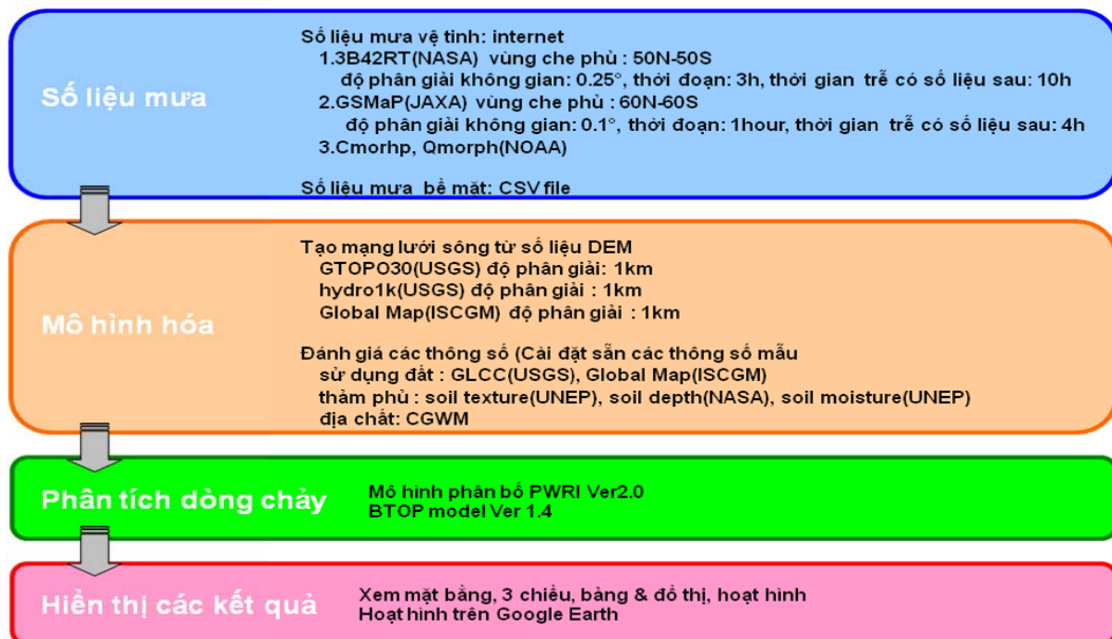 Số liệu mưa
Số liệu mưa vệ tinh: internet
1.3B42RT(NASA) vùng che phủ : 50N-50S
độ phân giải không gian: 0.25°, thời đoạn: 3h, thời gian trễ có số liệu sau: 10h
2.GSMaP(JAXA) vùng che phủ : 60N-60S
độ phân giải không gian: 0.1°, thời đoạn: 1hour, thời gian trễ có số liệu sau: 4h
3.Cmorhp, Qmorph(NOAA)
Số liệu mưa bề mặt: CSV file
Mô hình hóa
Tạo mạng lưới sông từ số liệu DEM
GTOPO30(USGS) độ phân giải: 1km
hydro1k(USGS) độ phân giải : 1km
Global Map(ISCGM) độ phân giải : 1km
Đánh giá các thông số (Cài đặt sẵn các thông số mẫu
sử dụng đất : GLCC(USGS), Global Map(ISCGM)
thảm phủ : soil texture(UNEP), soil depth(NASA), soil moisture(UNEP)
địa chất: CGWM
Phân tích dòng chảy
Mô hình phân bố PWRI Ver2.0
BTOP model Ver 1.4
Hiển thị các kết quả
Xem mặt bằng, 3 chiều, bảng & đồ thị, hoạt hình
Hoạt hình trên Google Earth